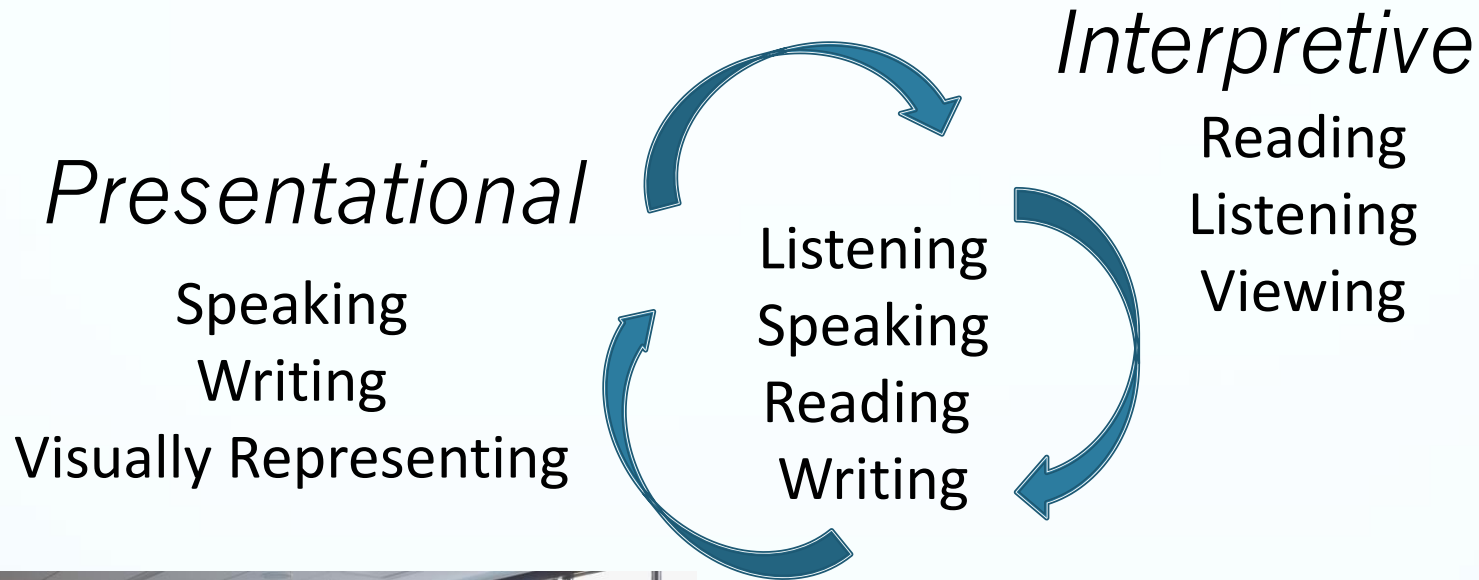 Presentational
Speaking
Writing
Visually Representing
Listening
Speaking
Reading
Writing
Interpretive
Reading
Listening
Viewing